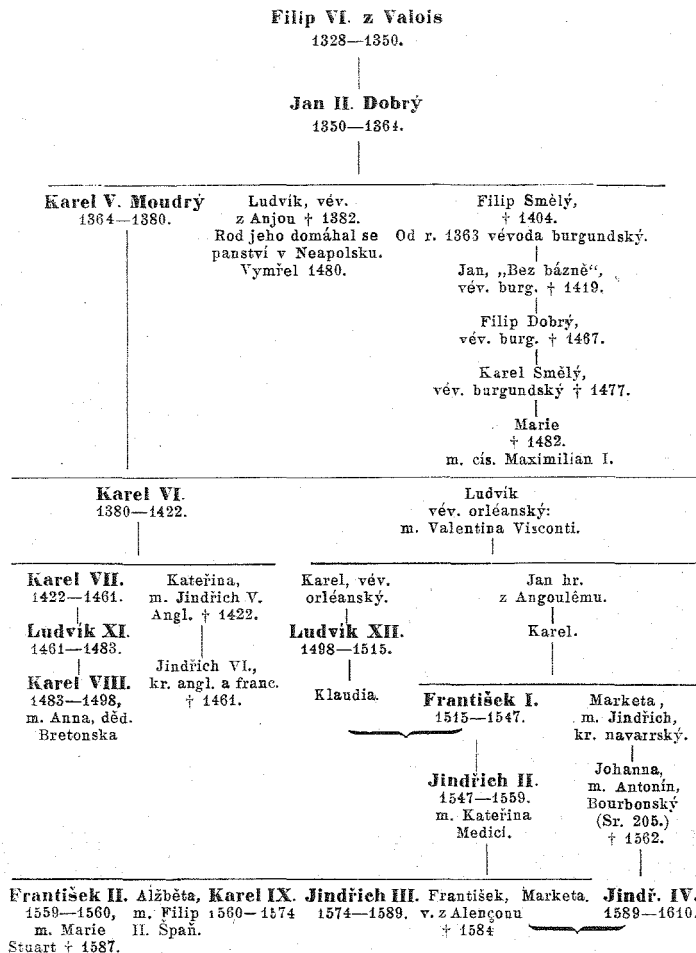 Filip VI. z Valois
1328—1350.
Jan II. Dobrý
1350—1364.
Karel V. Moudrý
1364—1380.
Ludvík, vév.
z Anjou † 1382.
Rod jeho domáhal se
panství v Neapolsku.
Vymřel 1480.
Filip Smělý,
† 1404.
Od r. 1363 vévoda burgundský.
Jan, „Bez bázně“,
vév. burg. † 1419.
Filip Dobrý,
vév. burg. † 1467.
Karel Smělý,
vév. burgundský † 1477.
Marie
† 1482.
m. cís. Maximilian I.
Karel VI.
1380—1422.
Ludvík
vév. orléanský:
m. Valentina Visconti.
Karel VII.
1422—1461.
Ludvík XI.
1461—1483.
Karel VIII.
1483—1498,
m. Anna, děd.
Bretonska
Kateřina,
m. Jindřich V.
Angl. † 1422.
Jindřich VI.,
kr. angl. a franc.
† 1461.
Karel, vév.
orléanský.
Ludvík XII.
1498—1515.
Klaudia.
Jan hr.
z Angoulému.
Karel.
František I.
1515—1547.
Marketa,
m. Jindřich,
kr. navarrský.
Jindřich II.
1547—1559.
m. Kateřina
Medici.
Johanna,
m. Antonín,
Bourbonský
(Sr. 205.)
† 1562.
František II.
1559—1560,
m. Marie
Stuart † 1587.
Alžběta,
m. Filip
II. Špaň.
Karel IX.
1560—1574
Jindřich III.
1574—1589.
František,
v. z Alençonu
† 1584
Marketa.
Jindř. IV.
1589—1610.